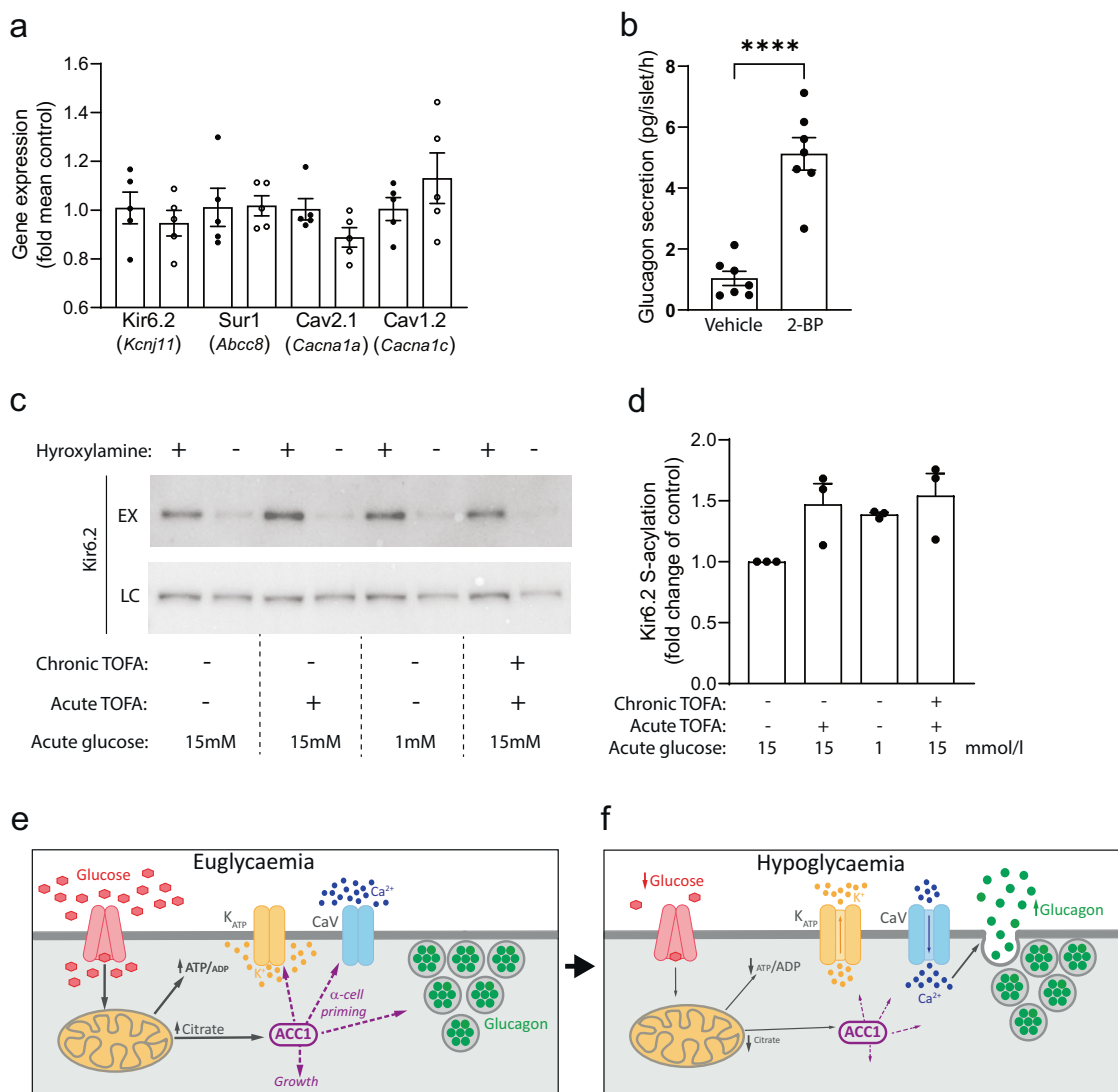 a
Gene expression
(fold mean control)
1.6
1.4
1.2
1.0
0.8
0.6
Kir6.2 Sur1 Cav2.1 Cav1.2
(Kcnj11) (Abcc8) (Cacna1a) (Cacna1c)
b
Glucagon secretion (pg/islet/h)
****
8
6
4
2
0
Vehicle 2-BP
c
Hyroxylamine: + - + - + - + -
Kir6.2
EX
LC
Chronic TOFA: - - - +
Acute TOFA: - + - +
Acute glucose: 15mM 15mM 1mM 15mM
d
Kir6.2 S-acylation
(fold change of control)
2.0
1.5
1.0
0.5
0.0
Chronic TOFA: - - - +
Acute TOFA: - + - +
Acute glucose: 15 15 1 15 mmol/l
e
Euglycaemia
Glucose
KATP
CaV
Ca²⁺
K⁺
ATP/ADP
Citrate
ACC1
α-cell
priming
Glucagon
Growth
f
Hypoglycaemia
Glucose
KATP
K⁺
CaV
Glucagon
ATP/ADP
Ca²⁺
Citrate
ACC1